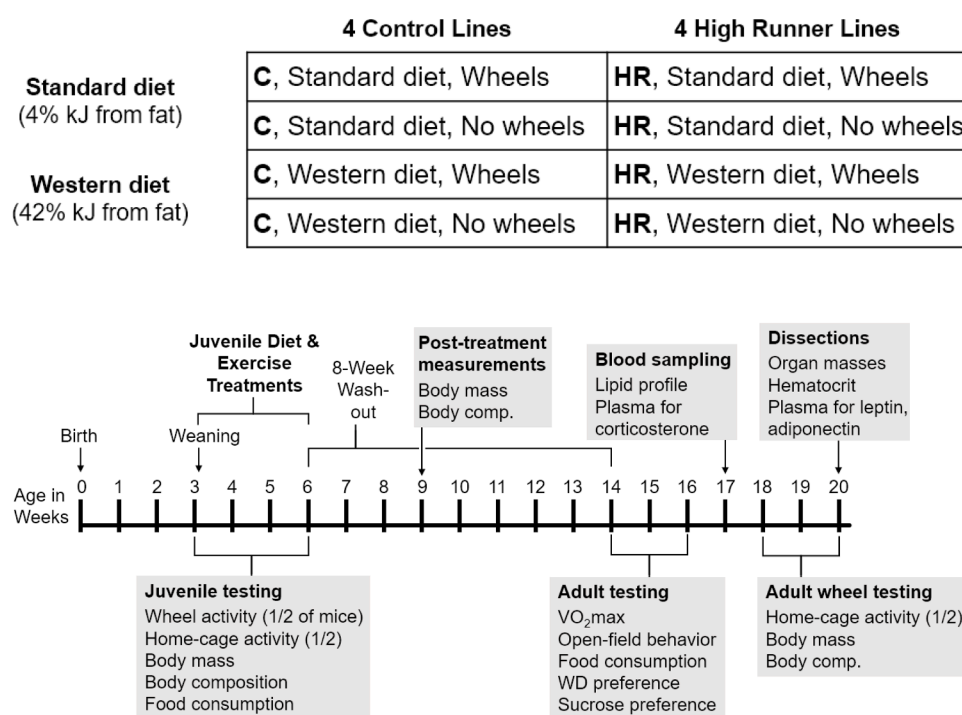 4 Control Lines
4 High Runner Lines
Standard diet
(4% kJ from fat)
C, Standard diet, Wheels
HR, Standard diet, Wheels
C, Standard diet, No wheels
HR, Standard diet, No wheels
Western diet
(42% kJ from fat)
C, Western diet, Wheels
HR, Western diet, Wheels
C, Western diet, No wheels
HR, Western diet, No wheels
Juvenile Diet &
Exercise
Treatments
8-Week
Wash-
out
Post-treatment
measurements
Body mass
Body comp.
Blood sampling
Lipid profile
Plasma for
corticosterone
Dissections
Organ masses
Hematocrit
Plasma for leptin,
adiponectin
Birth
Weaning
Age in
Weeks
0 1 2 3 4 5 6 7 8 9 10 11 12 13 14 15 16 17 18 19 20
Juvenile testing
Wheel activity (1/2 of mice)
Home-cage activity (1/2)
Body mass
Body composition
Food consumption
Adult testing
VO₂max
Open-field behavior
Food consumption
WD preference
Sucrose preference
Adult wheel testing
Home-cage activity (1/2)
Body mass
Body comp.